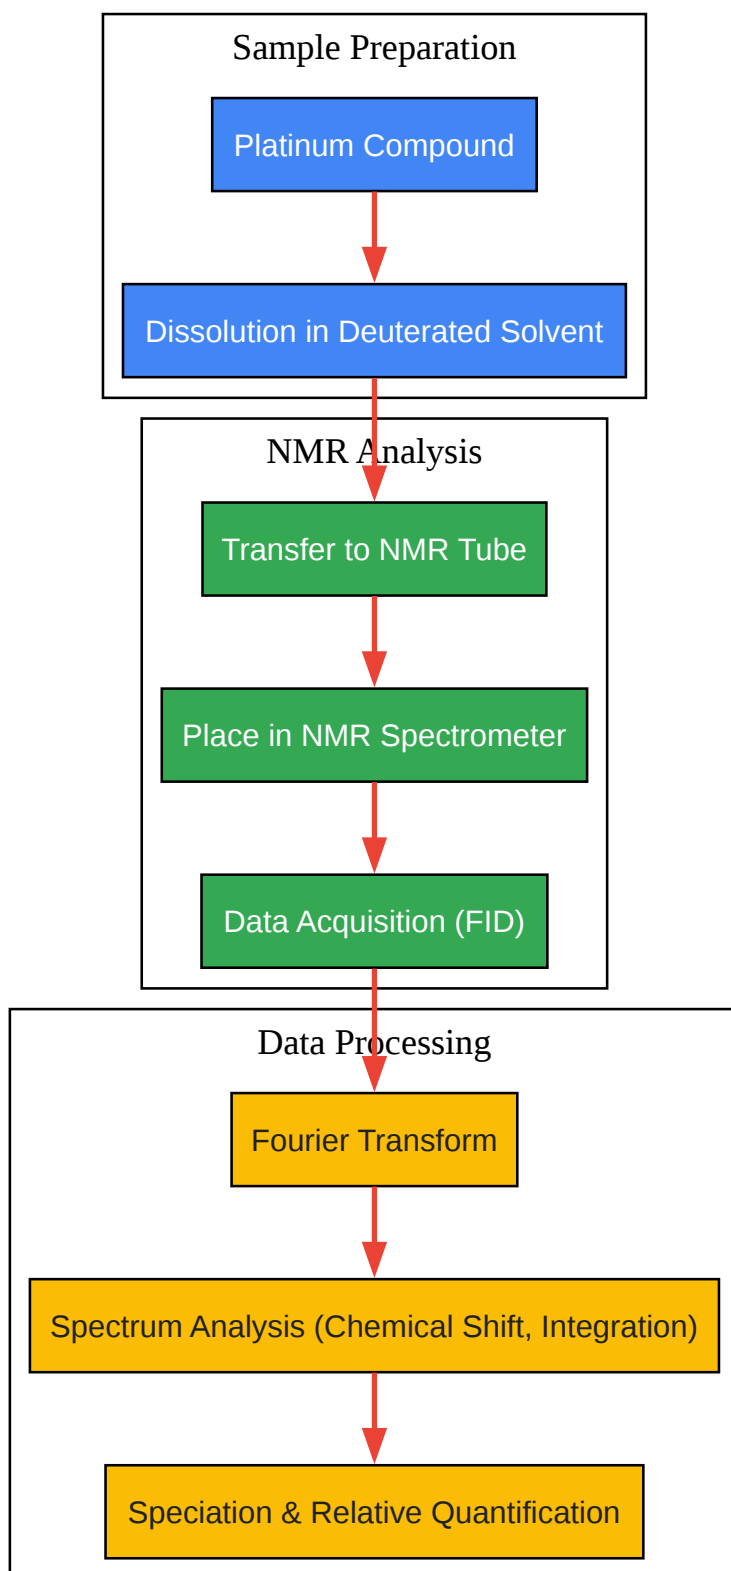 Sample Preparation
Platinum Compound
Dissolution in Deuterated Solvent
NMR Analysis
Transfer to NMR Tube
Place in NMR Spectrometer
Data Acquisition (FID)
Data Processing
Fourier Transform
Spectrum Analysis (Chemical Shift, Integration)
Speciation & Relative Quantification